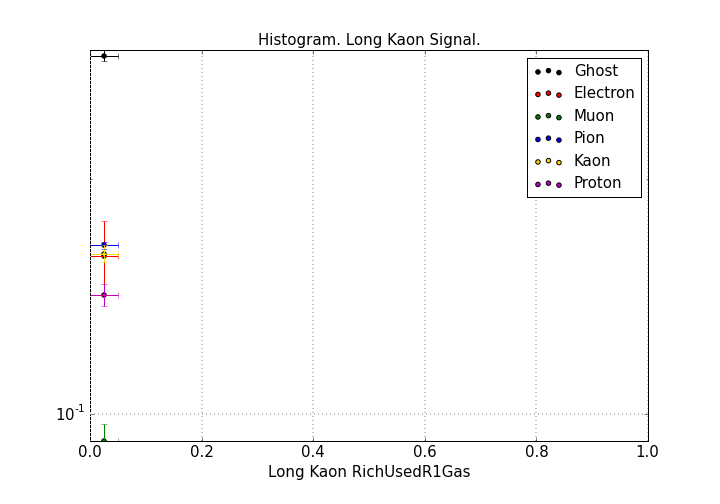 Histogram. Long Kaon Signal.
Ghost
Electron
Muon
Pion
Kaon
Proton
10^-1
0.0 0.2 0.4 0.6 0.8 1.0
Long Kaon RichUsedR1Gas